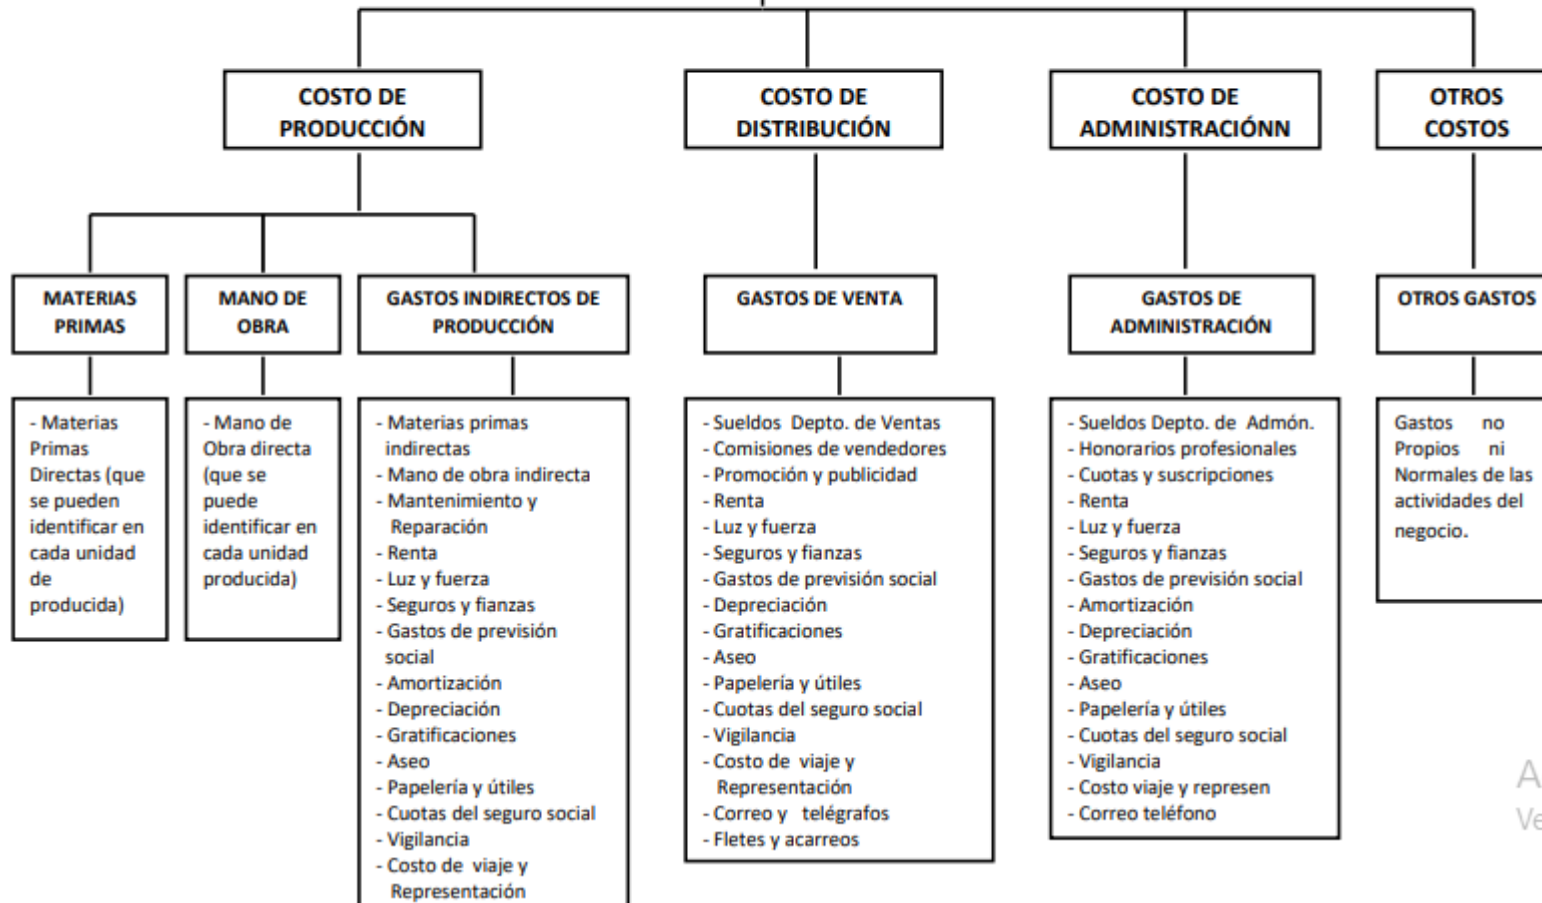 COSTO DE
PRODUCCIÓN
COSTO DE
DISTRIBUCIÓN
COSTO DE
ADMINISTRACIÓNN
OTROS
COSTOS
MATERIAS
PRIMAS
MANO DE
OBRA
GASTOS INDIRECTOS DE
PRODUCCIÓN
GASTOS DE VENTA
GASTOS DE
ADMINISTRACIÓN
OTROS GASTOS
- Materias
Primas
Directas (que
se pueden
identificar en
cada unidad
de
producida)
- Mano de
Obra directa
(que se
puede
identificar en
cada unidad
producida)
- Materias primas
indirectas
- Mano de obra indirecta
- Mantenimiento y
Reparación
- Renta
- Luz y fuerza
- Seguros y fianzas
- Gastos de previsión
social
- Amortización
- Depreciación
- Gratificaciones
- Aseo
- Papelería y útiles
- Cuotas del seguro social
- Vigilancia
- Costo de viaje y
Representación
- Sueldos Depto. de Ventas
- Comisiones de vendedores
- Promoción y publicidad
- Renta
- Luz y fuerza
- Seguros y fianzas
- Gastos de previsión social
- Depreciación
- Gratificaciones
- Aseo
- Papelería y útiles
- Cuotas del seguro social
- Vigilancia
- Costo de viaje y
Representación
- Correo y telégrafos
- Fletes y acarreos
- Sueldos Depto. de Admón.
- Honorarios profesionales
- Cuotas y suscripciones
- Renta
- Luz y fuerza
- Seguros y fianzas
- Gastos de previsión social
- Amortización
- Depreciación
- Gratificaciones
- Aseo
- Papelería y útiles
- Cuotas del seguro social
- Vigilancia
- Costo viaje y represen
- Correo teléfono
Gastos no
Propios ni
Normales de las
actividades del
negocio.
A
Ve